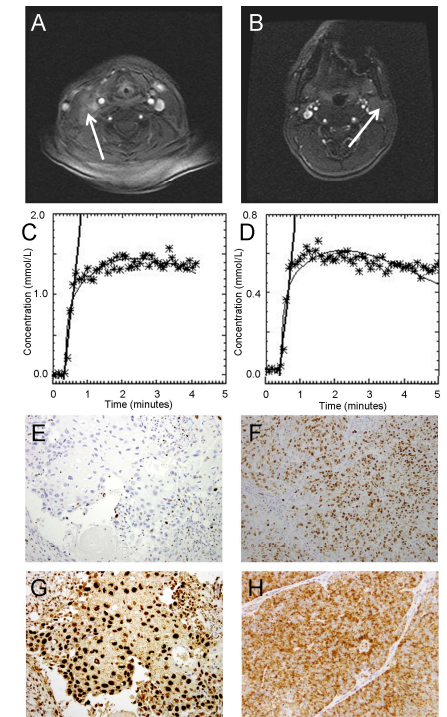 A
B
C
2.0
1.0
0.0
Concentration (mmol/L)
0 1 2 3 4 5
Time (minutes)
D
0.8
0.4
0.0
Concentration (mmol/L)
0 1 2 3 4 5
Time (minutes)
E
F
G
H